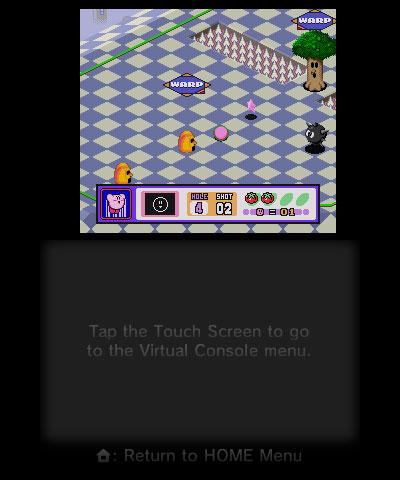 WARP
WARP
HOLE SHOT
4 02
= 01
Tap the Touch Screen to go
to the Virtual Console menu.
: Return to HOME Menu